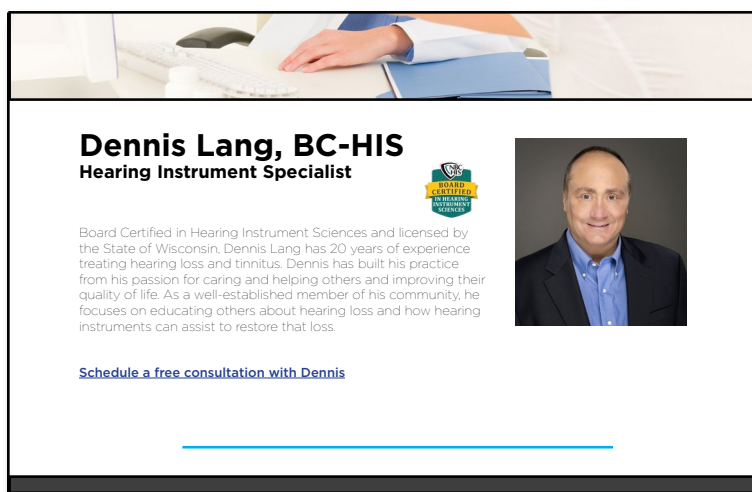 Dennis Lang, BC-HIS
Hearing Instrument Specialist
NBC
HIS
BOARD
CERTIFIED
IN HEARING
INSTRUMENT
SCIENCES
Board Certified in Hearing Instrument Sciences and licensed by
the State of Wisconsin, Dennis Lang has 20 years of experience
treating hearing loss and tinnitus. Dennis has built his practice
from his passion for caring and helping others and improving their
quality of life. As a well-established member of his community, he
focuses on educating others about hearing loss and how hearing
instruments can assist to restore that loss.
Schedule a free consultation with Dennis